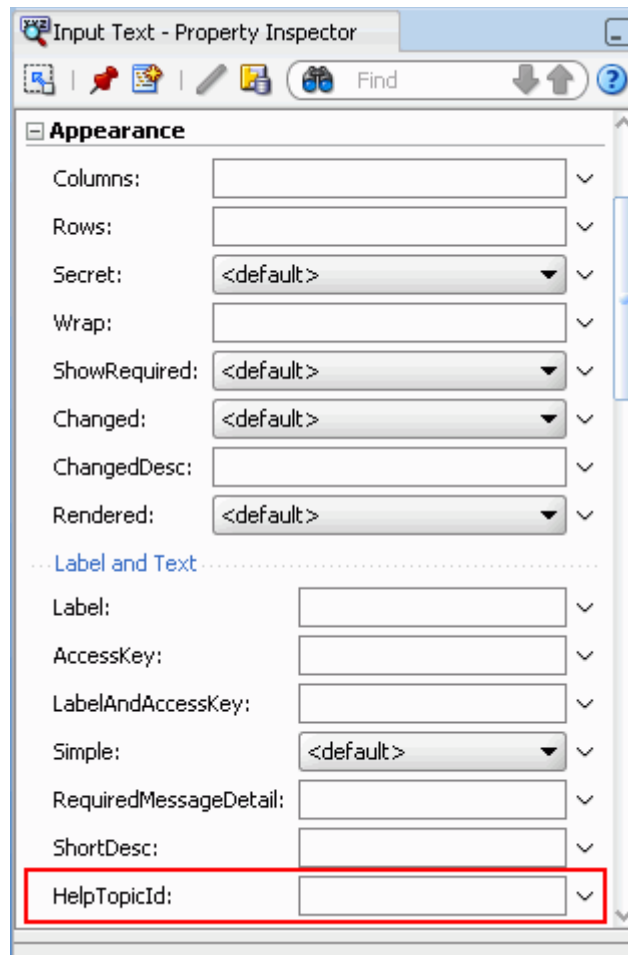 XYZ Input Text - Property Inspector
Find
Appearance
Columns:
Rows:
Secret: <default>
Wrap:
ShowRequired: <default>
Changed: <default>
ChangedDesc:
Rendered: <default>
Label and Text
Label:
AccessKey:
LabelAndAccessKey:
Simple: <default>
RequiredMessageDetail:
ShortDesc:
HelpTopicId: